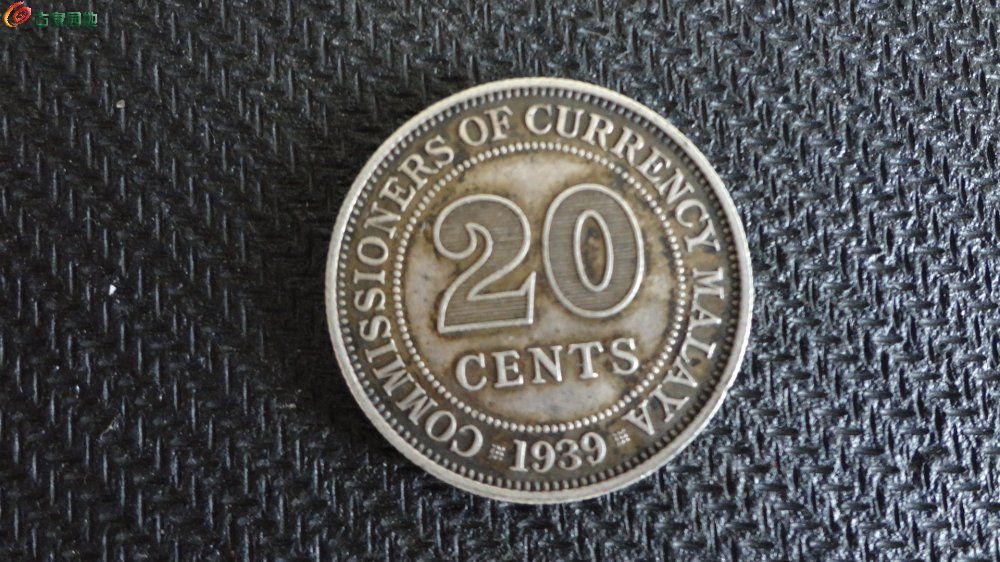 古泉园地
COMMISSIONERS OF CURRENCY MALAYA
20
CENTS
1939